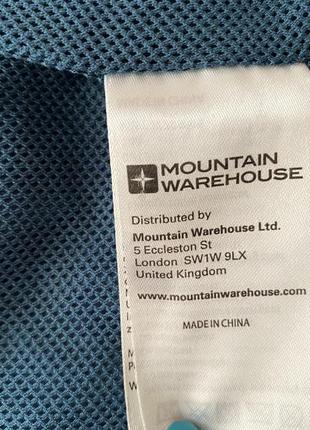 MOUNTAIN
WAREHOUSE
Distributed by
Mountain Warehouse Ltd.
5 Eccleston St
London SW1W 9LX
United Kingdom
www.mountainwarehouse.com
MADE IN CHINA